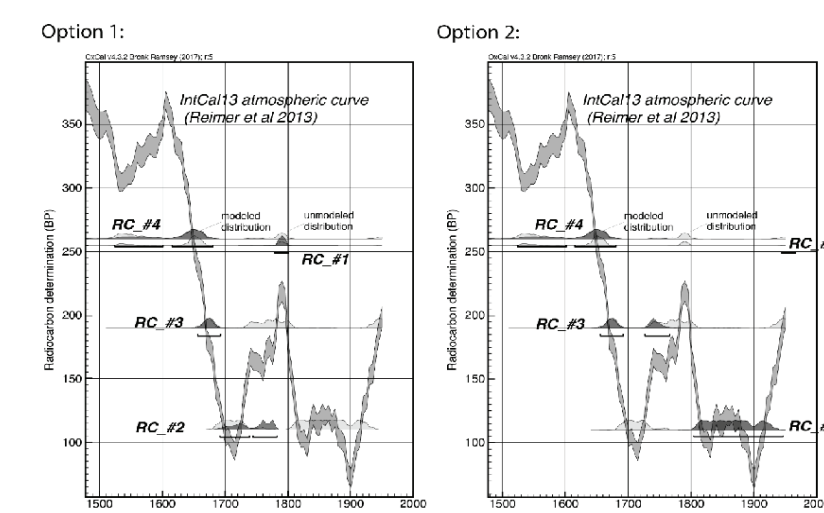 Option 1:
OxCal v4.3.2 Bronk Ramsey (2017); r:5
IntCal13 atmospheric curve
(Reimer et al 2013)
Radiocarbon determination (BP)
350
300
250
200
150
100
RC_#4
modeled
distribution
unmodeled
distribution
RC_#1
RC_#3
RC_#2
1500 1600 1700 1800 1900 2000
Option 2:
OxCal v4.3.2 Bronk Ramsey (2017); r:5
IntCal13 atmospheric curve
(Reimer et al 2013)
Radiocarbon determination (BP)
350
300
250
200
150
100
RC_#4
modeled
distribution
unmodeled
distribution
RC_#3
1500 1600 1700 1800 1900